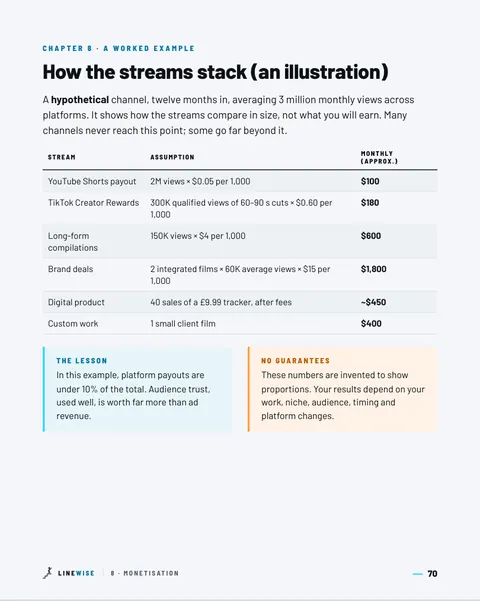 CHAPTER 8 · A WORKED EXAMPLE
How the streams stack (an illustration)
A hypothetical channel, twelve months in, averaging 3 million monthly views across
platforms. It shows how the streams compare in size, not what you will earn. Many
channels never reach this point; some go far beyond it.
STREAM ASSUMPTION MONTHLY (APPROX.)
YouTube Shorts payout 2M views × $0.05 per 1,000 $100
TikTok Creator Rewards 300K qualified views of 60-90 s cuts × $0.60 per
1,000 $180
Long-form
compilations 150K views × $4 per 1,000 $600
Brand deals 2 integrated films × 60K average views × $15 per
1,000 $1,800
Digital product 40 sales of a £9.99 tracker, after fees ~$450
Custom work 1 small client film $400
THE LESSON
In this example, platform payouts are
under 10% of the total. Audience trust,
used well, is worth far more than ad
revenue.
NO GUARANTEES
These numbers are invented to show
proportions. Your results depend on your
work, niche, audience, timing and
platform changes.
LINEWISE 8 · MONETISATION 70